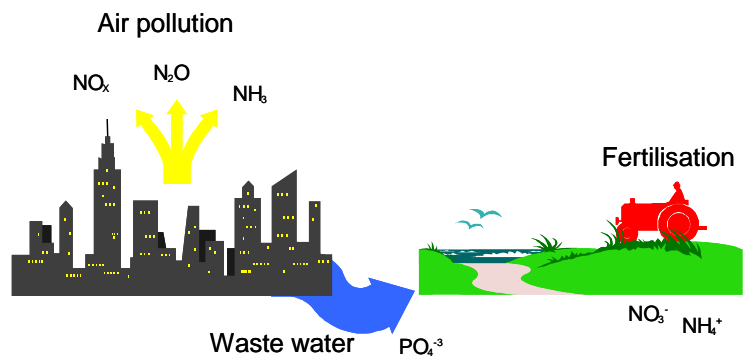 Air pollution
NOₓ
N₂O
NH₃
Fertilisation
Waste water
PO₄⁻³
NO₃⁻
NH₄⁺